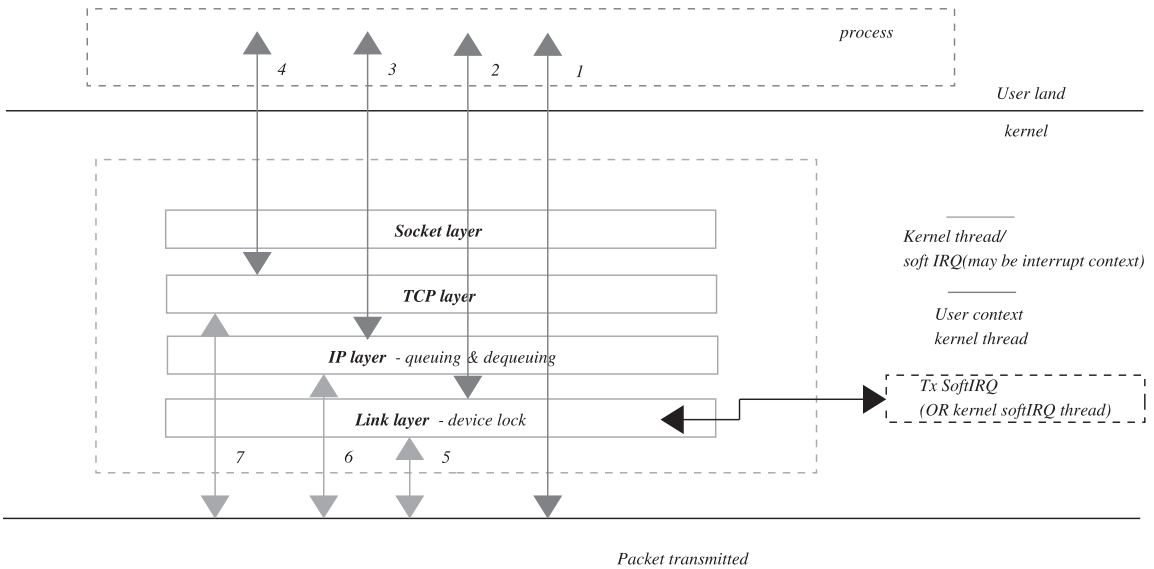 process
4
3
2
1
User land
kernel
Socket layer
Kernel thread/
soft IRQ(may be interrupt context)
TCP layer
User context
kernel thread
IP layer - queuing & dequeuing
Tx SoftIRQ
(OR kernel softIRQ thread)
Link layer - device lock
7
6
5
Packet transmitted